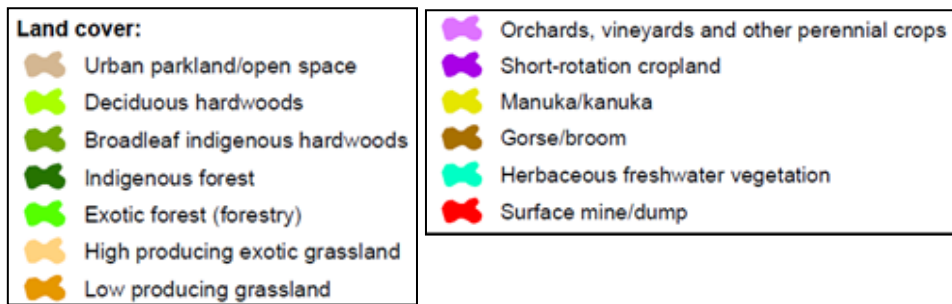 Land cover:
Urban parkland/open space
Deciduous hardwoods
Broadleaf indigenous hardwoods
Indigenous forest
Exotic forest (forestry)
High producing exotic grassland
Low producing grassland
Orchards, vineyards and other perennial crops
Short-rotation cropland
Manuka/kanuka
Gorse/broom
Herbaceous freshwater vegetation
Surface mine/dump